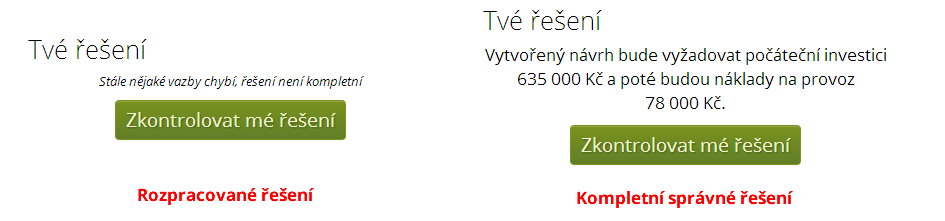 Tvé řešení
Stále nějaké vazby chybí, řešení není kompletní
Zkontrolovat mé řešení
Rozpracované řešení
Tvé řešení
Vytvořený návrh bude vyžadovat počáteční investici
635 000 Kč a poté budou náklady na provoz
78 000 Kč.
Zkontrolovat mé řešení
Kompletní správné řešení